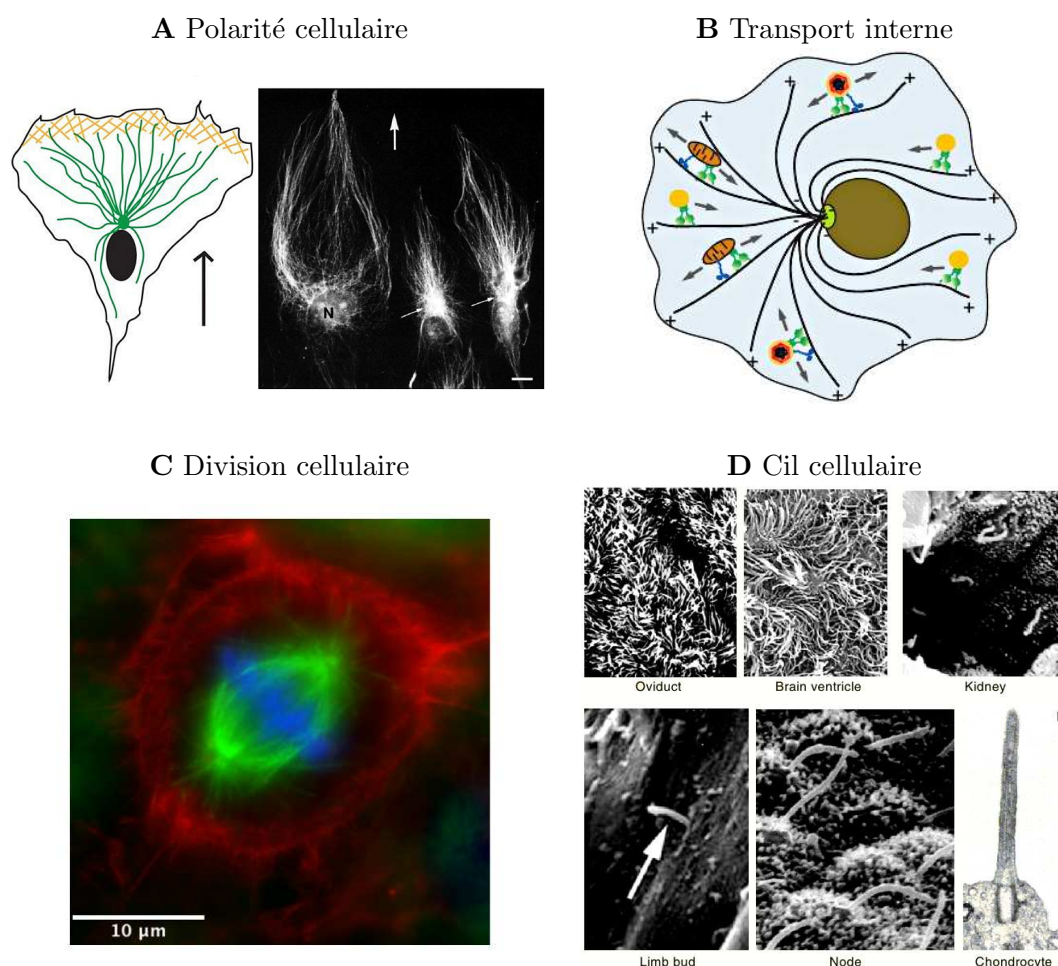 A Polarité cellulaire
N
B Transport interne
+ + + + + + + + + + +
C Division cellulaire
10 µm
D Cil cellulaire
Oviduct Brain ventricle Kidney
Limb bud Node Chondrocyte